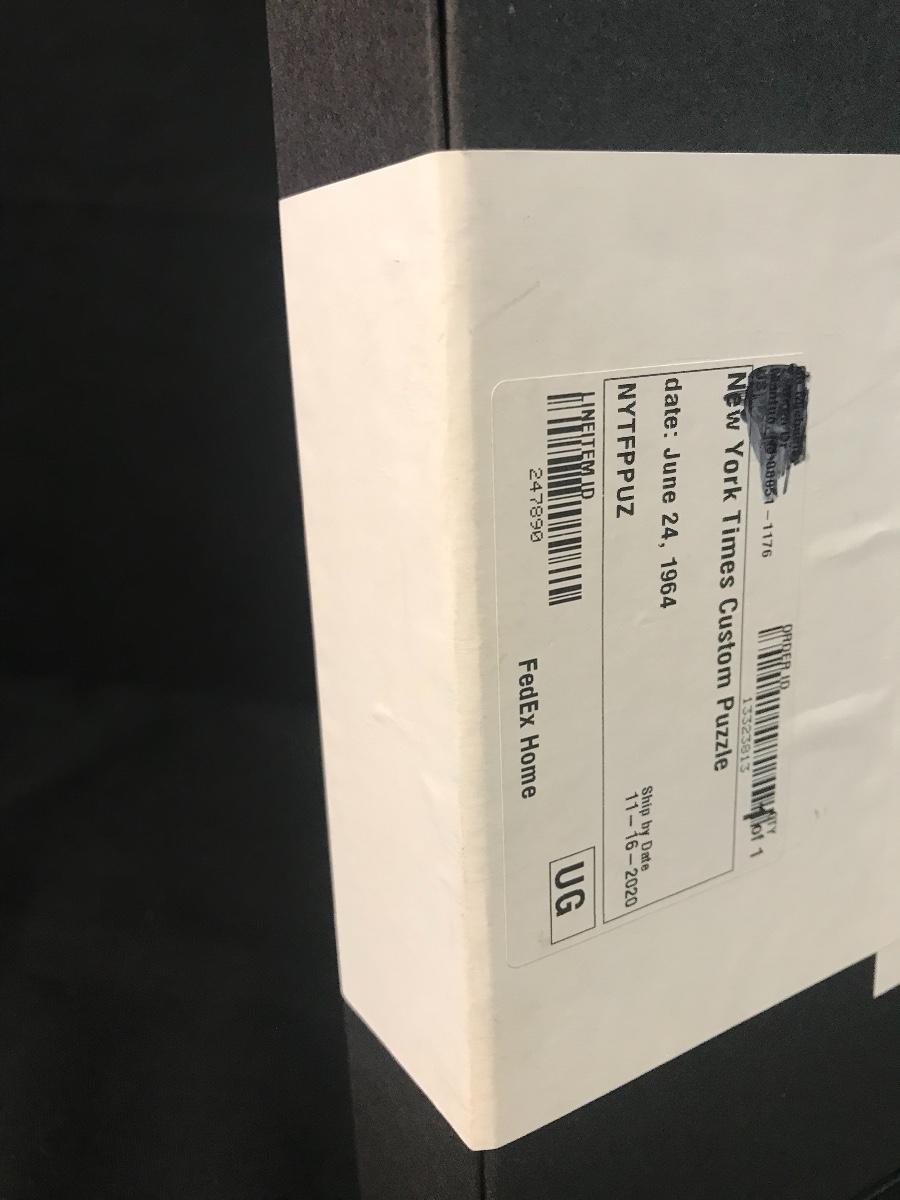 -1176
ORDER ID
13323813
QTY
1 of 1
New York Times Custom Puzzle
date: June 24, 1964
NYTFPPUZ
Ship by Date
11-16-2020
LINEITEM ID
247890
FedEx Home
UG